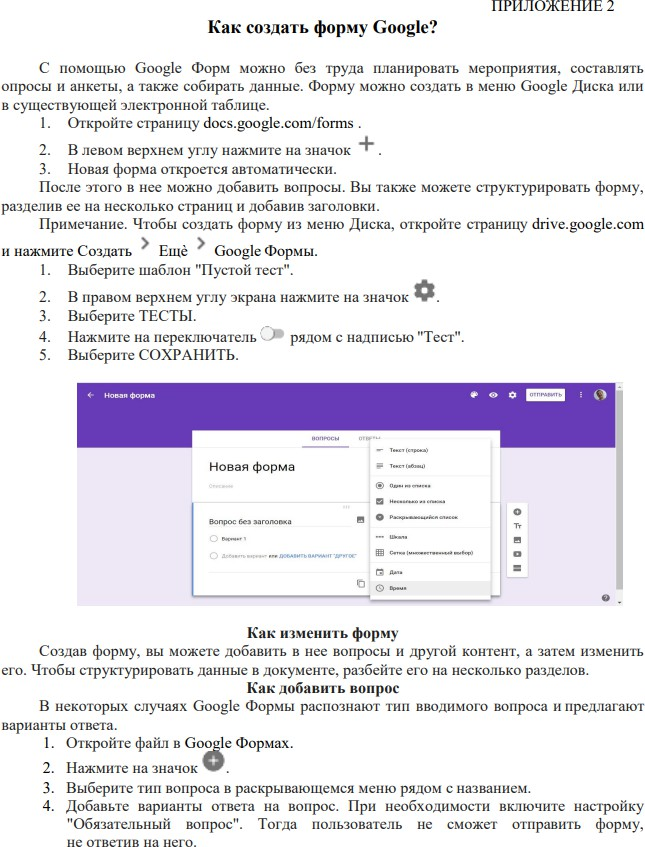 ПРИЛОЖЕНИЕ 2
Как создать форму Google?
С помощью Google Форм можно без труда планировать мероприятия, составлять
опросы и анкеты, а также собирать данные. Форму можно создать в меню Google Диска или
в существующей электронной таблице.
1. Откройте страницу docs.google.com/forms .
2. В левом верхнем углу нажмите на значок + .
3. Новая форма откроется автоматически.
После этого в нее можно добавить вопросы. Вы также можете структурировать форму,
разделив ее на несколько страниц и добавив заголовки.
Примечание. Чтобы создать форму из меню Диска, откройте страницу drive.google.com
и нажмите Создать > Ещѐ > Google Формы.
1. Выберите шаблон "Пустой тест".
2. В правом верхнем углу экрана нажмите на значок .
3. Выберите ТЕСТЫ.
4. Нажмите на переключатель рядом с надписью "Тест".
5. Выберите СОХРАНИТЬ.
Новая форма
ОТПРАВИТЬ
ВОПРОСЫ ОТВЕТЫ
Новая форма
Описание
Вопрос без заголовка
Вариант 1
Добавить вариант или ДОБАВИТЬ ВАРИАНТ "ДРУГОЕ"
Текст (строка)
Текст (абзац)
Один из списка
Несколько из списка
Раскрывающийся список
Шкала
Сетка (множественный выбор)
Дата
Время
Тт
Как изменить форму
Создав форму, вы можете добавить в нее вопросы и другой контент, а затем изменить
его. Чтобы структурировать данные в документе, разбейте его на несколько разделов.
Как добавить вопрос
В некоторых случаях Google Формы распознают тип вводимого вопроса и предлагают
варианты ответа.
1. Откройте файл в Google Формах.
2. Нажмите на значок .
3. Выберите тип вопроса в раскрывающемся меню рядом с названием.
4. Добавьте варианты ответа на вопрос. При необходимости включите настройку
"Обязательный вопрос". Тогда пользователь не сможет отправить форму,
не ответив на него.